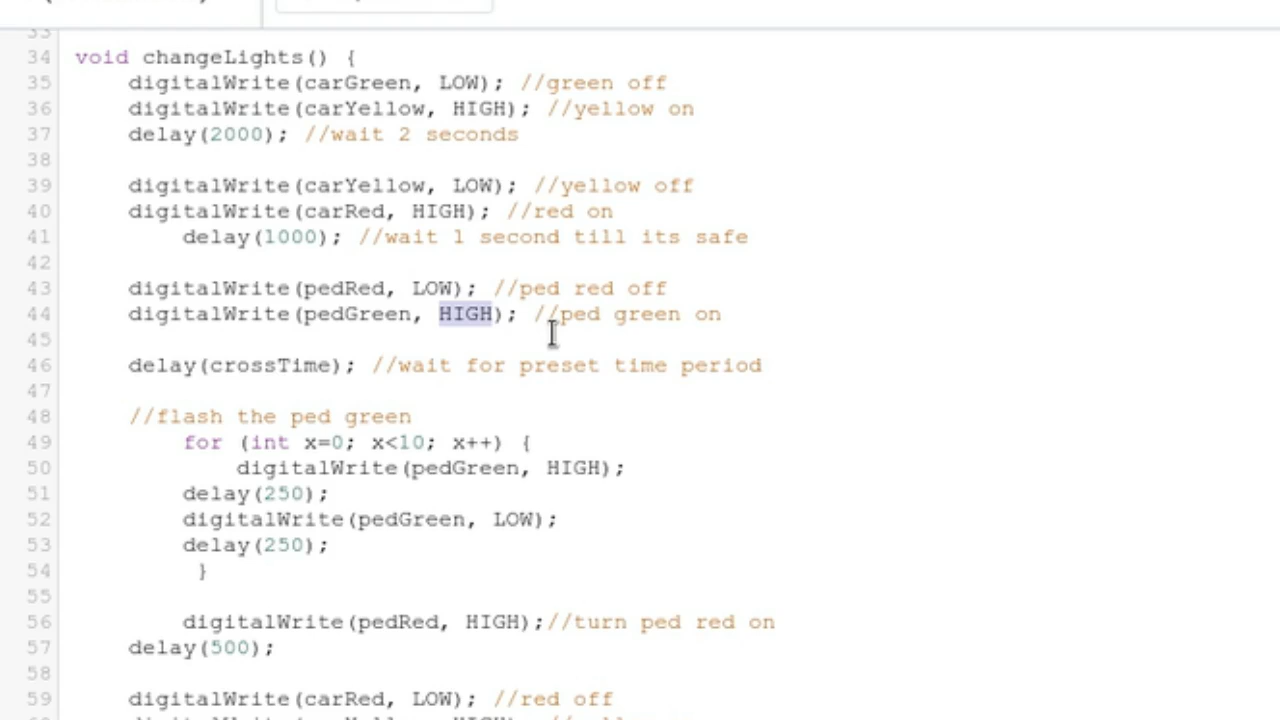 33
34 void changeLights() {
35 digitalWrite(carGreen, LOW); //green off
36 digitalWrite(carYellow, HIGH); //yellow on
37 delay(2000); //wait 2 seconds
38
39 digitalWrite(carYellow, LOW); //yellow off
40 digitalWrite(carRed, HIGH); //red on
41 delay(1000); //wait 1 second till its safe
42
43 digitalWrite(pedRed, LOW); //ped red off
44 digitalWrite(pedGreen, HIGH); //ped green on
45
46 delay(crossTime); //wait for preset time period
47
48 //flash the ped green
49 for (int x=0; x<10; x++) {
50 digitalWrite(pedGreen, HIGH);
51 delay(250);
52 digitalWrite(pedGreen, LOW);
53 delay(250);
54 }
55
56 digitalWrite(pedRed, HIGH);//turn ped red on
57 delay(500);
58
59 digitalWrite(carRed, LOW); //red off